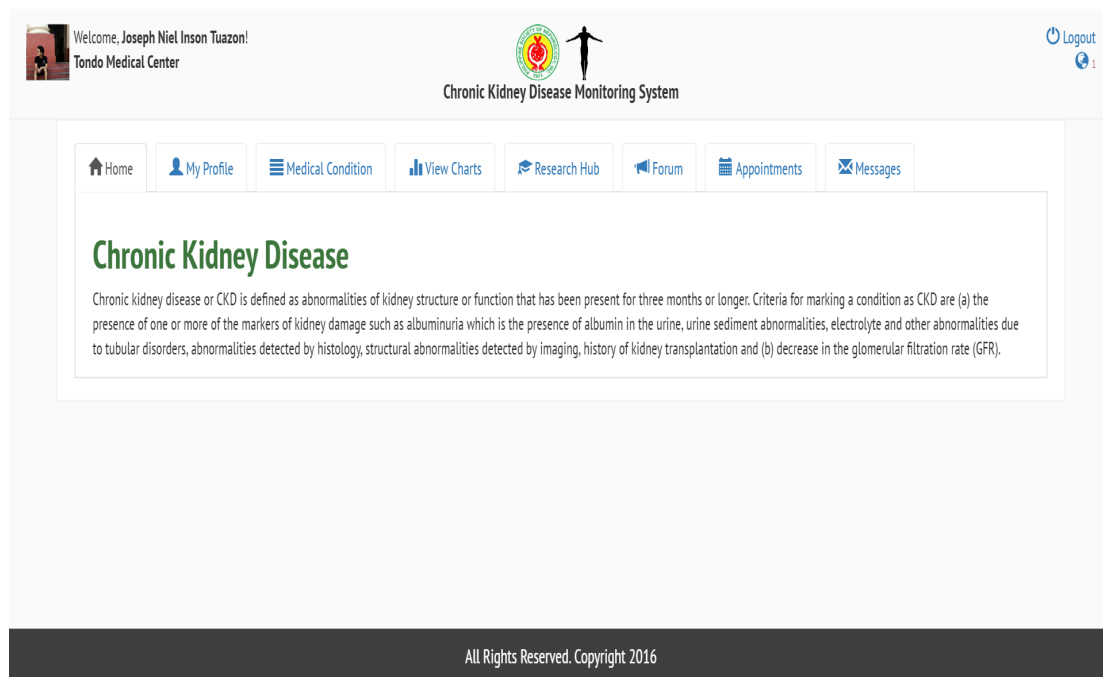 Welcome, Joseph Niel Inson Tuazon!
Tondo Medical Center
Chronic Kidney Disease Monitoring System
Logout
1
Home
My Profile
Medical Condition
View Charts
Research Hub
Forum
Appointments
Messages
Chronic Kidney Disease
Chronic kidney disease or CKD is defined as abnormalities of kidney structure or function that has been present for three months or longer. Criteria for marking a condition as CKD are (a) the
presence of one or more of the markers of kidney damage such as albuminuria which is the presence of albumin in the urine, urine sediment abnormalities, electrolyte and other abnormalities due
to tubular disorders, abnormalities detected by histology, structural abnormalities detected by imaging, history of kidney transplantation and (b) decrease in the glomerular filtration rate (GFR).
All Rights Reserved. Copyright 2016